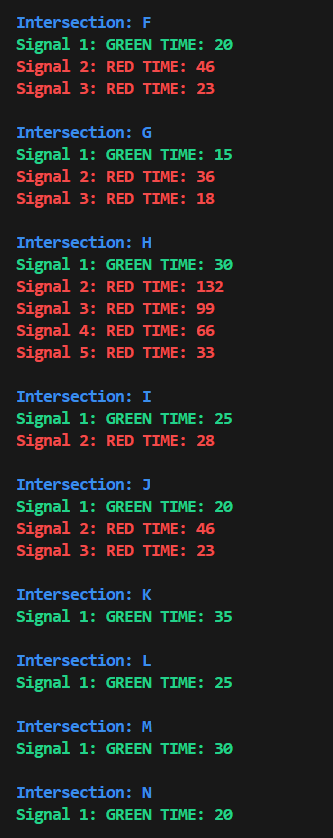 Intersection: F
Signal 1: GREEN TIME: 20
Signal 2: RED TIME: 46
Signal 3: RED TIME: 23
Intersection: G
Signal 1: GREEN TIME: 15
Signal 2: RED TIME: 36
Signal 3: RED TIME: 18
Intersection: H
Signal 1: GREEN TIME: 30
Signal 2: RED TIME: 132
Signal 3: RED TIME: 99
Signal 4: RED TIME: 66
Signal 5: RED TIME: 33
Intersection: I
Signal 1: GREEN TIME: 25
Signal 2: RED TIME: 28
Intersection: J
Signal 1: GREEN TIME: 20
Signal 2: RED TIME: 46
Signal 3: RED TIME: 23
Intersection: K
Signal 1: GREEN TIME: 35
Intersection: L
Signal 1: GREEN TIME: 25
Intersection: M
Signal 1: GREEN TIME: 30
Intersection: N
Signal 1: GREEN TIME: 20